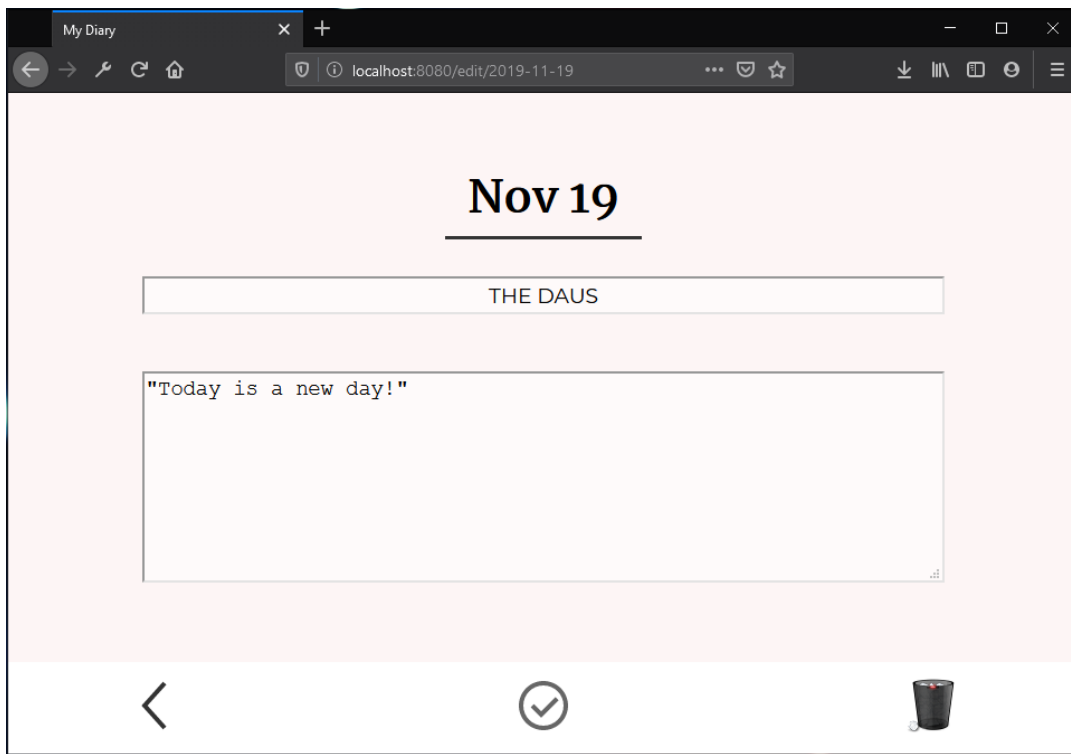 My Diary
localhost:8080/edit/2019-11-19
Nov 19
THE DAUS
"Today is a new day!"